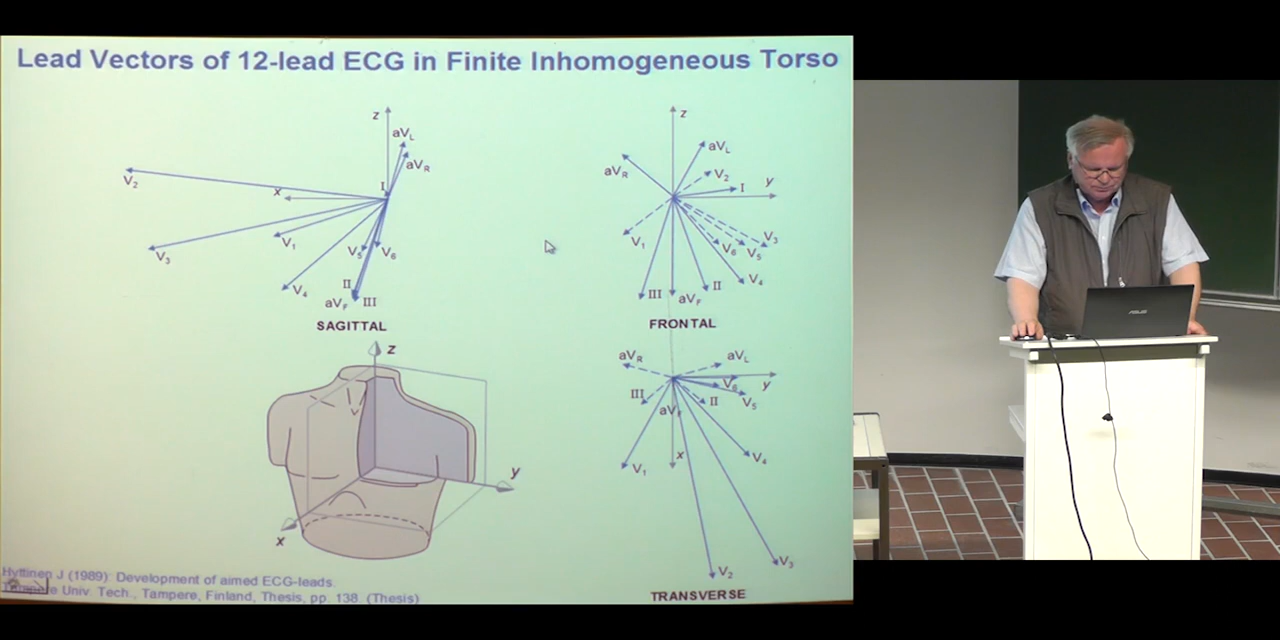 Lead Vectors of 12-lead ECG in Finite Inhomogeneous Torso
z
aVL
aVR
I
V2
x
V1
V3
V5
V6
V4
II
aVF
III
SAGITTAL
z
aVL
aVR
V2
I
y
V1
V3
V6
V5
V4
III
aVF
II
FRONTAL
z
y
x
aVR
aVL
V6
y
III
II
V5
aVF
x
V1
V4
V3
V2
TRANSVERSE
Hyttinen J (1989): Development of aimed ECG-leads.
Tampere Univ. Tech., Tampere, Finland, Thesis, pp. 138. (Thesis)
ASUS